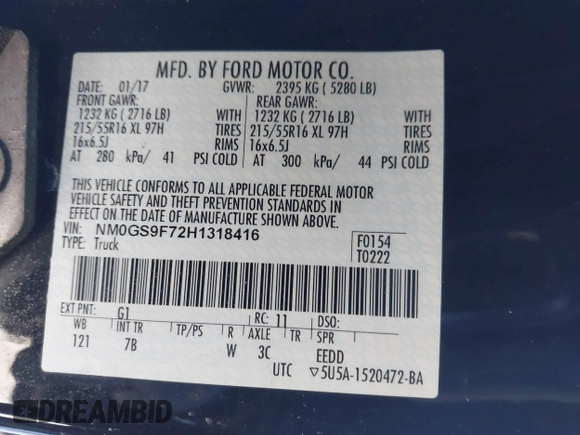 MFD. BY FORD MOTOR CO.
DATE: 01/17 GVWR: 2395 KG ( 5280 LB)
FRONT GAWR: REAR GAWR:
1232 KG ( 2716 LB) WITH 1232 KG ( 2716 LB) WITH
215/55R16 XL 97H TIRES 215/55R16 XL 97H TIRES
16x6.5J RIMS 16x6.5J RIMS
AT 280 kPa/ 41 PSI COLD AT 300 kPa/ 44 PSI COLD
THIS VEHICLE CONFORMS TO ALL APPLICABLE FEDERAL MOTOR
VEHICLE SAFETY AND THEFT PREVENTION STANDARDS IN
EFFECT ON THE DATE OF MANUFACTURE SHOWN ABOVE.
VIN: NM0GS9F72H1318416 F0154
TYPE: Truck T0222
EXT PNT: G1 RC: 11 DSO:
WB INT TR TP/PS R AXLE TR SPR
121 7B W 3C EEDD
UTC ▽5U5A-1520472-BA
DREAMBID